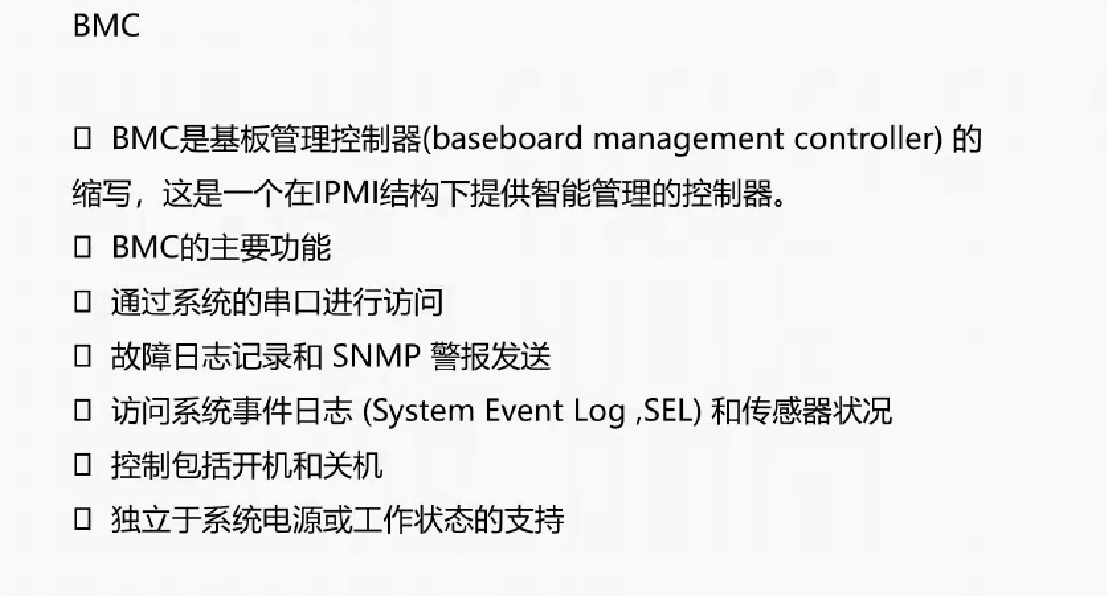 BMC
▯ BMC是基板管理控制器(baseboard management controller) 的
缩写，这是一个在IPMI结构下提供智能管理的控制器。
▯ BMC的主要功能
▯ 通过系统的串口进行访问
▯ 故障日志记录和 SNMP 警报发送
▯ 访问系统事件日志 (System Event Log ,SEL) 和传感器状况
▯ 控制包括开机和关机
▯ 独立于系统电源或工作状态的支持